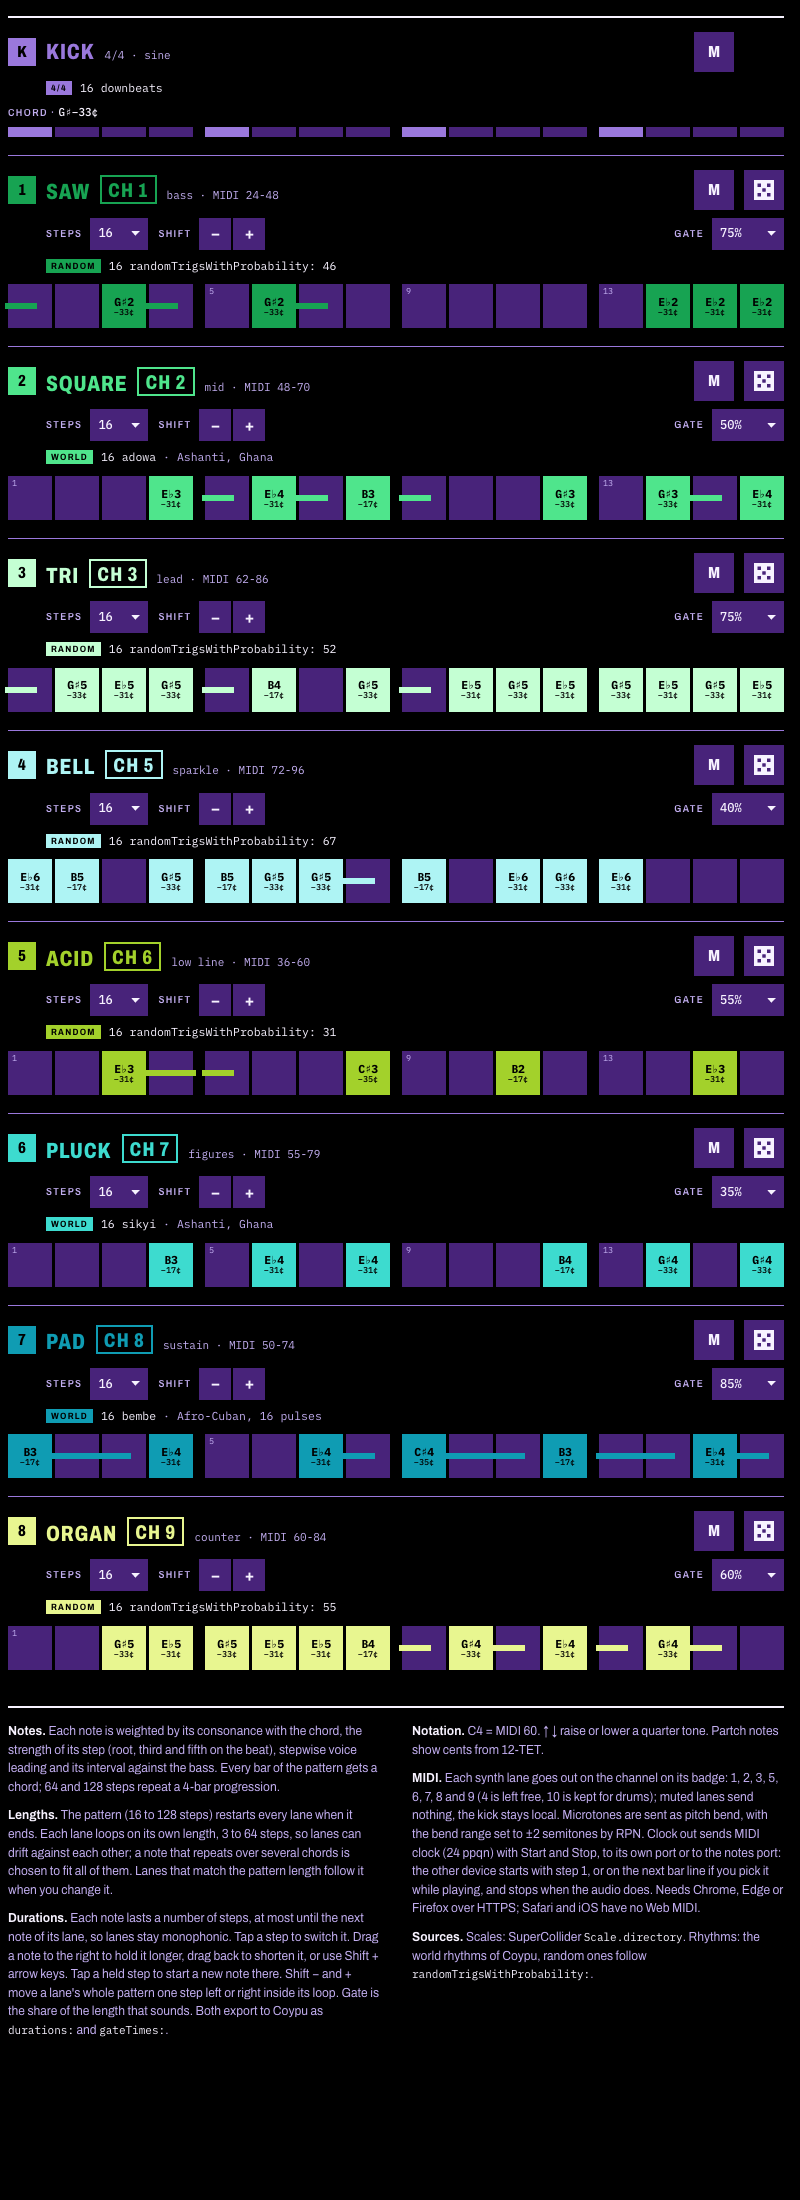 K KICK 4/4 · sine M
4/4 16 downbeats
CHORD · G♯−33¢
1 SAW CH 1 bass · MIDI 24-48 M
STEPS 16 SHIFT − + GATE 75%
RANDOM 16 randomTrigsWithProbability: 46
G♯2 5 G♯2 9 13 E♭2 E♭2 E♭2
−33¢ −33¢ −31¢ −31¢ −31¢
2 SQUARE CH 2 mid · MIDI 48-70 M
STEPS 16 SHIFT − + GATE 50%
WORLD 16 adowa · Ashanti, Ghana
1 E♭3 E♭4 B3 G♯3 13 G♯3 E♭4
−31¢ −31¢ −17¢ −33¢ −33¢ −31¢
3 TRI CH 3 lead · MIDI 62-86 M
STEPS 16 SHIFT − + GATE 75%
RANDOM 16 randomTrigsWithProbability: 52
G♯5 E♭5 G♯5 B4 G♯5 E♭5 G♯5 E♭5 G♯5 E♭5 G♯5 E♭5
−33¢ −31¢ −33¢ −17¢ −33¢ −31¢ −33¢ −31¢ −33¢ −31¢ −33¢ −31¢
4 BELL CH 5 sparkle · MIDI 72-96 M
STEPS 16 SHIFT − + GATE 40%
RANDOM 16 randomTrigsWithProbability: 67
E♭6 B5 G♯5 B5 G♯5 G♯5 B5 E♭6 G♯6 E♭6
−31¢ −17¢ −33¢ −17¢ −33¢ −33¢ −17¢ −31¢ −33¢ −31¢
5 ACID CH 6 low line · MIDI 36-60 M
STEPS 16 SHIFT − + GATE 55%
RANDOM 16 randomTrigsWithProbability: 31
1 E♭3 C♯3 9 B2 13 E♭3
−31¢ −35¢ −17¢ −31¢
6 PLUCK CH 7 figures · MIDI 55-79 M
STEPS 16 SHIFT − + GATE 35%
WORLD 16 sikyi · Ashanti, Ghana
1 B3 5 E♭4 E♭4 9 B4 13 G♯4 G♯4
−17¢ −31¢ −31¢ −17¢ −33¢ −33¢
7 PAD CH 8 sustain · MIDI 50-74 M
STEPS 16 SHIFT − + GATE 85%
WORLD 16 bembe · Afro-Cuban, 16 pulses
B3 E♭4 5 E♭4 C♯4 B3 E♭4
−17¢ −31¢ −31¢ −35¢ −17¢ −31¢
8 ORGAN CH 9 counter · MIDI 60-84 M
STEPS 16 SHIFT − + GATE 60%
RANDOM 16 randomTrigsWithProbability: 55
1 G♯5 E♭5 G♯5 E♭5 E♭5 B4 G♯4 E♭4 G♯4
−33¢ −31¢ −33¢ −31¢ −31¢ −17¢ −33¢ −31¢ −33¢
Notes. Each note is weighted by its consonance with the chord, the
strength of its step (root, third and fifth on the beat), stepwise voice
leading and its interval against the bass. Every bar of the pattern gets a
chord; 64 and 128 steps repeat a 4-bar progression.
Lengths. The pattern (16 to 128 steps) restarts every lane when it
ends. Each lane loops on its own length, 3 to 64 steps, so lanes can
drift against each other; a note that repeats over several chords is
chosen to fit all of them. Lanes that match the pattern length follow it
when you change it.
Durations. Each note lasts a number of steps, at most until the next
note of its lane, so lanes stay monophonic. Tap a step to switch it. Drag
a note to the right to hold it longer, drag back to shorten it, or use Shift +
arrow keys. Tap a held step to start a new note there. Shift − and +
move a lane's whole pattern one step left or right inside its loop. Gate is
the share of the length that sounds. Both export to Coypu as
durations: and gateTimes:.
Notation. C4 = MIDI 60. ↑ ↓ raise or lower a quarter tone. Partch notes
show cents from 12-TET.
MIDI. Each synth lane goes out on the channel on its badge: 1, 2, 3, 5,
6, 7, 8 and 9 (4 is left free, 10 is kept for drums); muted lanes send
nothing, the kick stays local. Microtones are sent as pitch bend, with
the bend range set to ±2 semitones by RPN. Clock out sends MIDI
clock (24 ppqn) with Start and Stop, to its own port or to the notes port:
the other device starts with step 1, or on the next bar line if you pick it
while playing, and stops when the audio does. Needs Chrome, Edge or
Firefox over HTTPS; Safari and iOS have no Web MIDI.
Sources. Scales: SuperCollider Scale.directory. Rhythms: the
world rhythms of Coypu, random ones follow
randomTrigsWithProbability:.